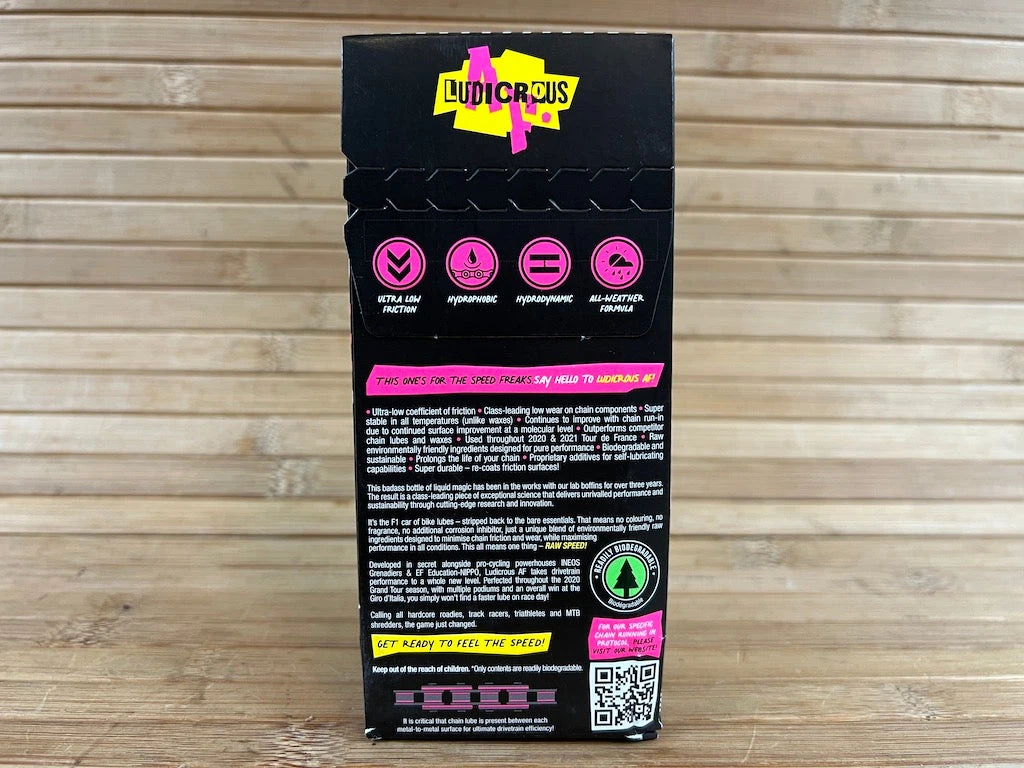 LUDICROUS
AF.
ULTRA LOW
FRICTION
HYDROPHOBIC
HYDRODYNAMIC
ALL-WEATHER
FORMULA
THIS ONE'S FOR THE SPEED FREAKS. SAY HELLO TO LUDICROUS AF!
• Ultra-low coefficient of friction • Class-leading low wear on chain components • Super
stable in all temperatures (unlike waxes) • Continues to improve with chain run-in
due to continued surface improvement at a molecular level • Outperforms competitor
chain lubes and waxes • Used throughout 2020 & 2021 Tour de France • Raw
environmentally friendly ingredients designed for pure performance • Biodegradable and
sustainable • Prolongs the life of your chain • Proprietary additives for self-lubricating
capabilities • Super durable – re-coats friction surfaces!
This badass bottle of liquid magic has been in the works with our lab boffins for over three years.
The result is a class-leading piece of exceptional science that delivers unrivalled performance and
sustainability through cutting-edge research and innovation.
It's the F1 car of bike lubes – stripped back to the bare essentials. That means no colouring, no
fragrance, no additional corrosion inhibitor, just a unique blend of environmentally friendly raw
ingredients designed to minimise chain friction and wear, while maximising
performance in all conditions. This all means one thing – RAW SPEED!
Developed in secret alongside pro-cycling powerhouses INEOS
Grenadiers & EF Education-NIPPO, Ludicrous AF takes drivetrain
performance to a whole new level. Perfected throughout the 2020
Grand Tour season, with multiple podiums and an overall win at the
Giro d'Italia, you simply won't find a faster lube on race day!
Calling all hardcore roadies, track racers, triathletes and MTB
shredders, the game just changed.
GET READY TO FEEL THE SPEED!
Keep out of the reach of children. *Only contents are readily biodegradable.
It is critical that chain lube is present between each
metal-to-metal surface for ultimate drivetrain efficiency!
• READILY BIODEGRADABLE •
Biodégradable
FOR OUR SPECIFIC
CHAIN RUNNING IN
PROTOCOL, PLEASE
VISIT OUR WEBSITE!